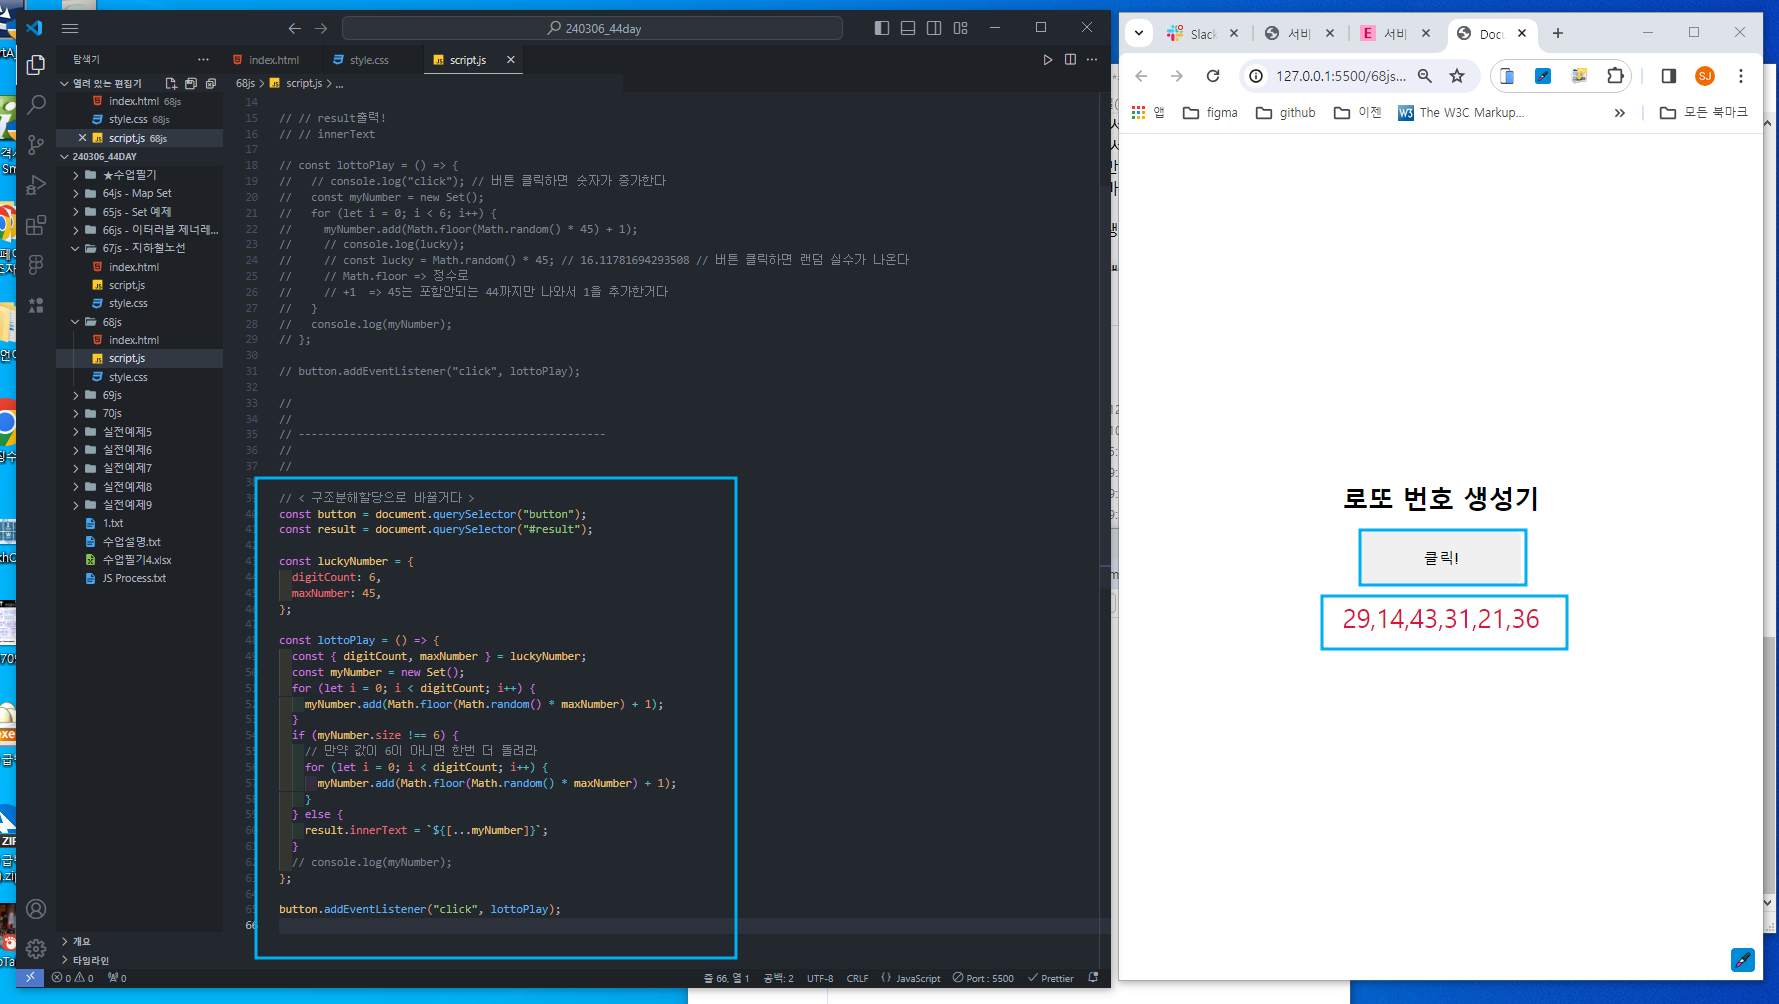 240306_44day
탐색기
index.html
style.css
script.js
열려 있는 편집기
index.html 68js
style.css 68js
script.js 68js
240306_44DAY
★수업필기
64js - Map Set
65js - Set 예제
66js - 이터러블 제너레...
67js - 지하철노선
index.html
script.js
style.css
68js
index.html
script.js
style.css
69js
70js
실전예제5
실전예제6
실전예제7
실전예제8
실전예제9
1.txt
수업설명.txt
수업필기4.xlsx
JS Process.txt
개요
타임라인
68js > script.js > ...
14
15 // // result출력!
16 // // innerText
17
18 // const lottoPlay = () => {
19 //   // console.log("click"); // 버튼 클릭하면 숫자가 증가한다
20 //   const myNumber = new Set();
21 //   for (let i = 0; i < 6; i++) {
22 //     myNumber.add(Math.floor(Math.random() * 45) + 1);
23 //     // console.log(lucky);
24 //     // const lucky = Math.random() * 45; // 16.11781694293508 // 버튼 클릭하면 랜덤 실수가 나온다
25 //     // Math.floor => 정수로
26 //     // +1  => 45는 포함안되는 44까지만 나와서 1을 추가한거다
27 //   }
28 //   console.log(myNumber);
29 // };
30
31 // button.addEventListener("click", lottoPlay);
32
33 //
34 //
35 // ------------------------------------------------
36 //
37 //
// < 구조분해할당으로 바꿀거다 >
const button = document.querySelector("button");
const result = document.querySelector("#result");
const luckyNumber = {
digitCount: 6,
maxNumber: 45,
};
const lottoPlay = () => {
const { digitCount, maxNumber } = luckyNumber;
const myNumber = new Set();
for (let i = 0; i < digitCount; i++) {
myNumber.add(Math.floor(Math.random() * maxNumber) + 1);
}
if (myNumber.size !== 6) {
// 만약 값이 6이 아니면 한번 더 돌려라
for (let i = 0; i < digitCount; i++) {
myNumber.add(Math.floor(Math.random() * maxNumber) + 1);
}
} else {
result.innerText = `${[...myNumber]}`;
}
// console.log(myNumber);
};
button.addEventListener("click", lottoPlay);
66
0 0 0
줄 66, 열 1 공백: 2 UTF-8 CRLF {} JavaScript Port : 5500 Prettier
Slack 서비 서비 Docu
127.0.0.1:5500/68js...
SJ
앱 figma github 이젠 The W3C Markup... » 모든 북마크
로또 번호 생성기
클릭!
29,14,43,31,21,36